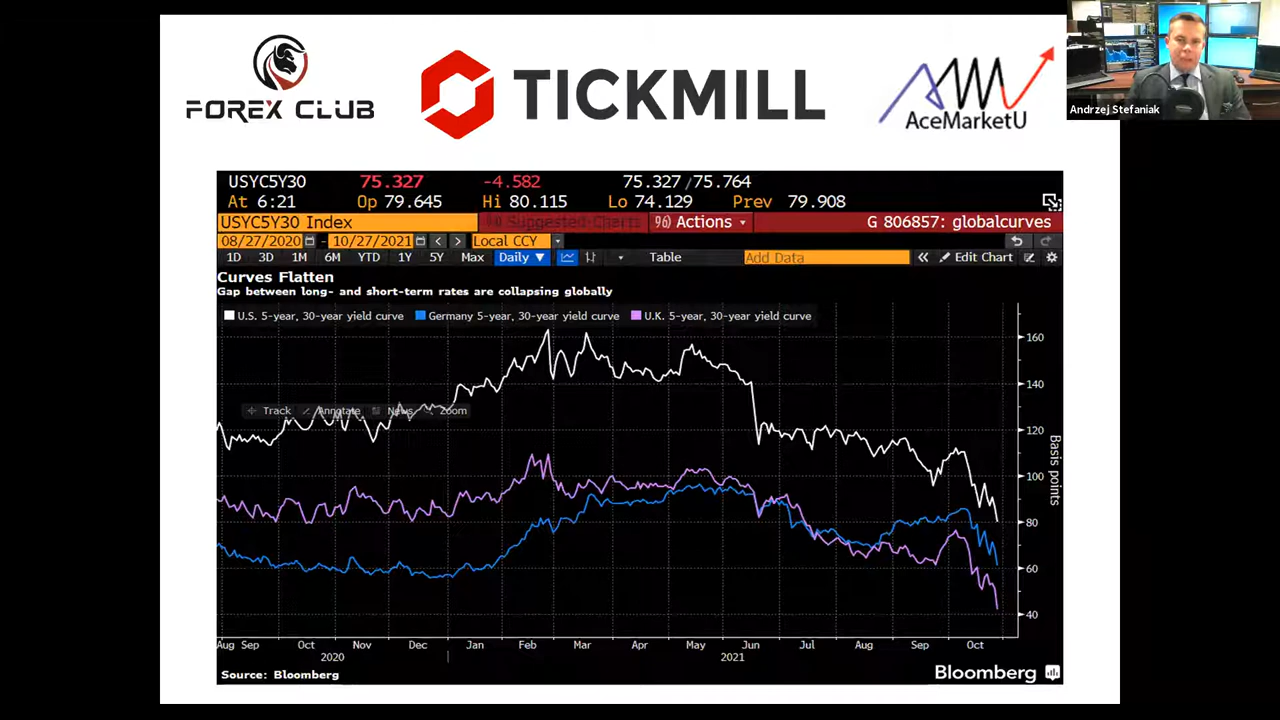 FOREX CLUB
TICKMILL
AceMarketU
Andrzej Stefaniak
USYC5Y30 75.327 -4.582 75.327/75.764
At 6:21 Op 79.645 Hi 80.115 Lo 74.129 Prev 79.908
USYC5Y30 Index 96) Suggested Charts 96) Actions G 806857: globalcurves
08/27/2020 - 10/27/2021 Local CCY
1D 3D 1M 6M YTD 1Y 5Y Max Daily ▼ Table Add Data « Edit Chart
Curves Flatten
Gap between long- and short-term rates are collapsing globally
U.S. 5-year, 30-year yield curve Germany 5-year, 30-year yield curve U.K. 5-year, 30-year yield curve
160
140
Track Annotate News Zoom
120
100
80
60
40
Basis points
Aug Sep Oct Nov Dec Jan Feb Mar Apr May Jun Jul Aug Sep Oct
2020 2021
Source: Bloomberg
Bloomberg